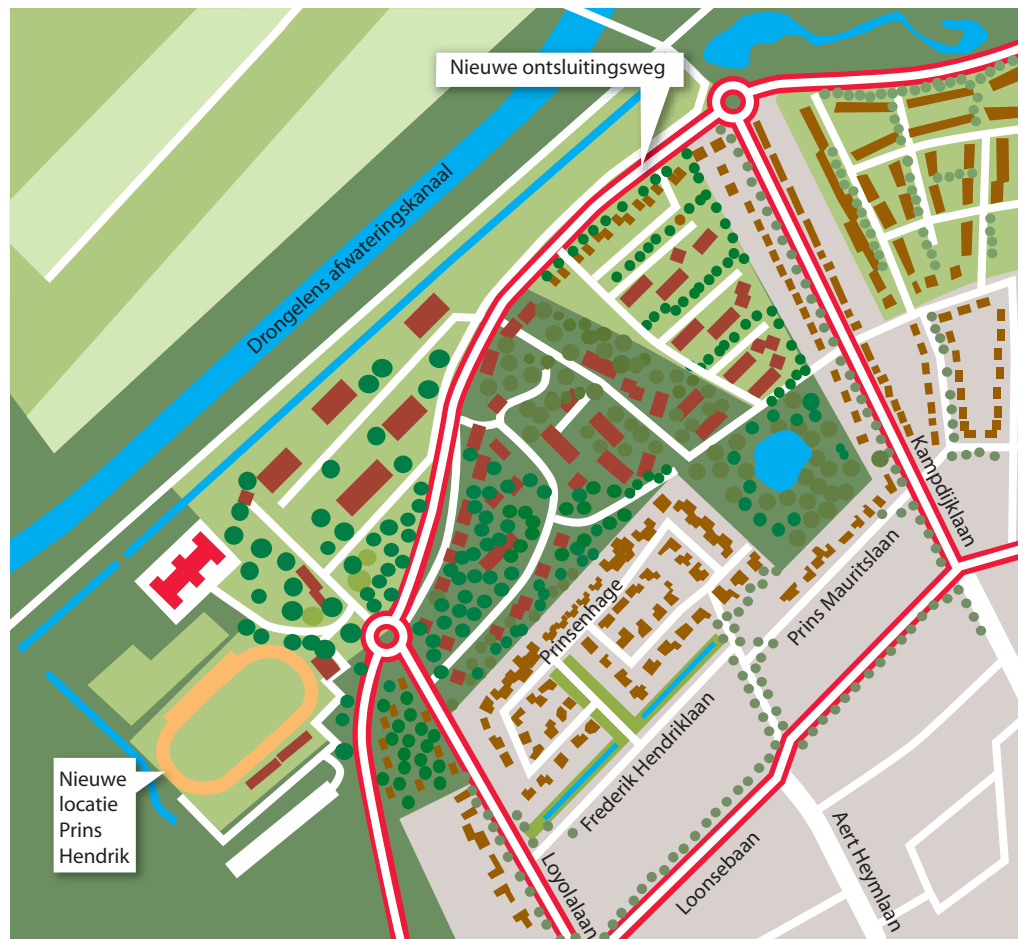 Nieuwe ontsluitingsweg
Drongelens afwateringskanaal
Kampdijklaan
Prins Mauritslaan
Prinsenhage
Frederik Hendriklaan
Nieuwe
locatie
Prins
Hendrik
Loyolalaan
Loonsebaan
Aert Heymlaan